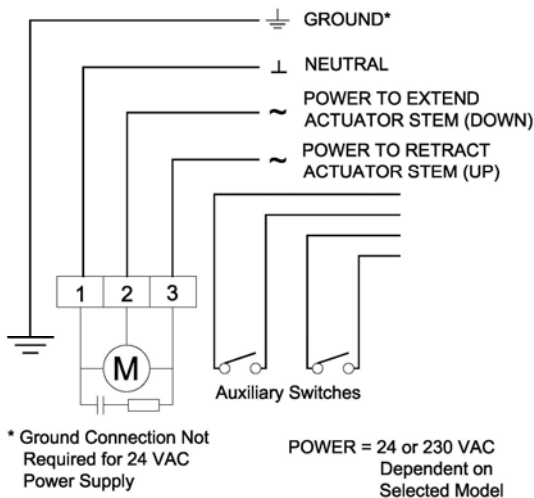 GROUND*
NEUTRAL
~ POWER TO EXTEND
ACTUATOR STEM (DOWN)
~ POWER TO RETRACT
ACTUATOR STEM (UP)
1 2 3
M
Auxiliary Switches
* Ground Connection Not
Required for 24 VAC
Power Supply
POWER = 24 or 230 VAC
Dependent on
Selected Model